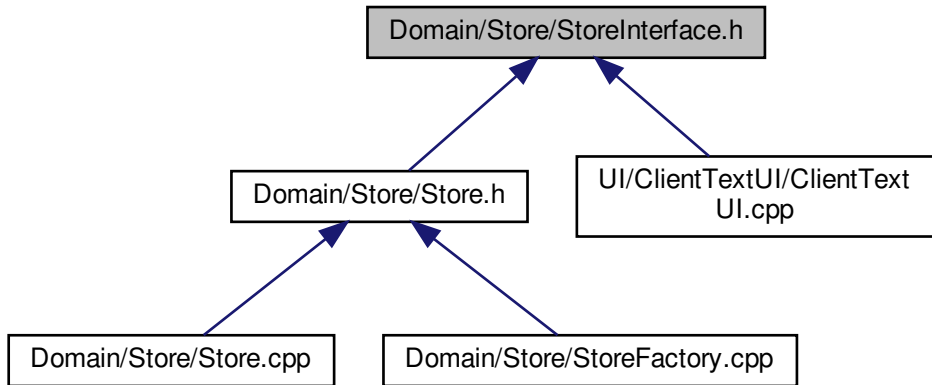 Domain/Store/StoreInterface.h
Domain/Store/Store.h
UI/ClientTextUI/ClientText
UI.cpp
Domain/Store/Store.cpp
Domain/Store/StoreFactory.cpp